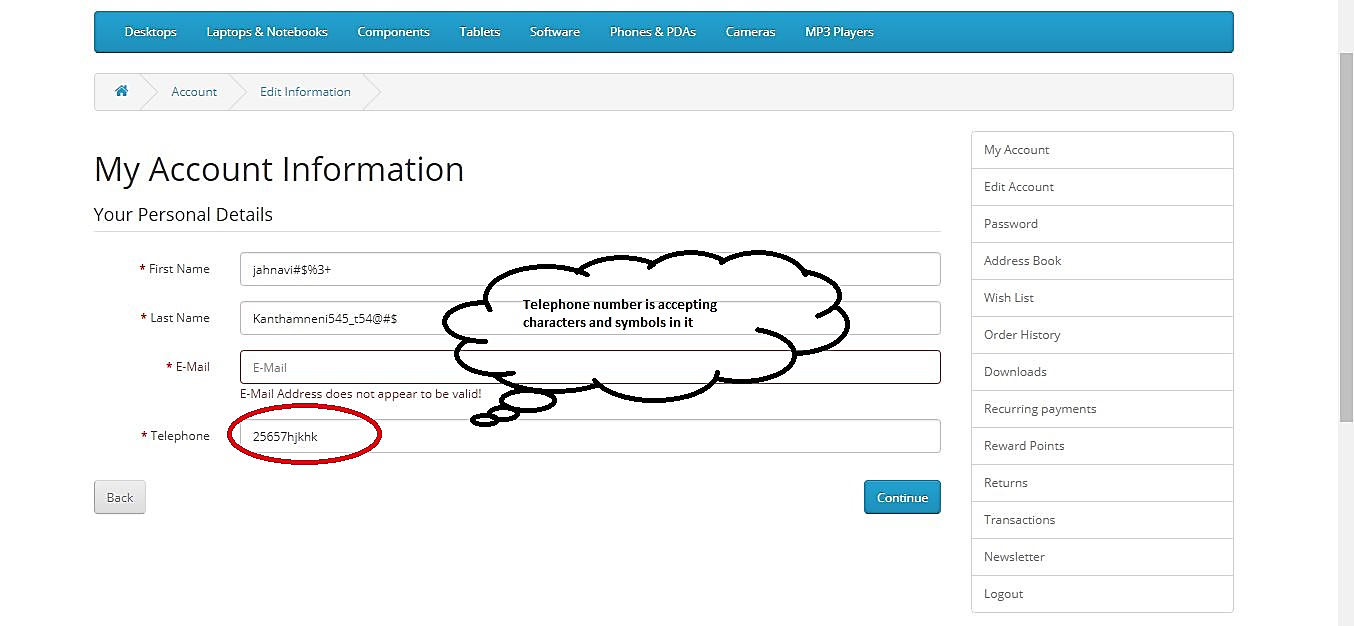 Desktops Laptops & Notebooks Components Tablets Software Phones & PDAs Cameras MP3 Players
Account Edit Information
My Account Information
Your Personal Details
* First Name jahnavi#$%3+
* Last Name Kanthamneni545_t54@#$
* E-Mail E-Mail
E-Mail Address does not appear to be valid!
* Telephone 25657hjkhk
Telephone number is accepting
characters and symbols in it
Back Continue
My Account
Edit Account
Password
Address Book
Wish List
Order History
Downloads
Recurring payments
Reward Points
Returns
Transactions
Newsletter
Logout